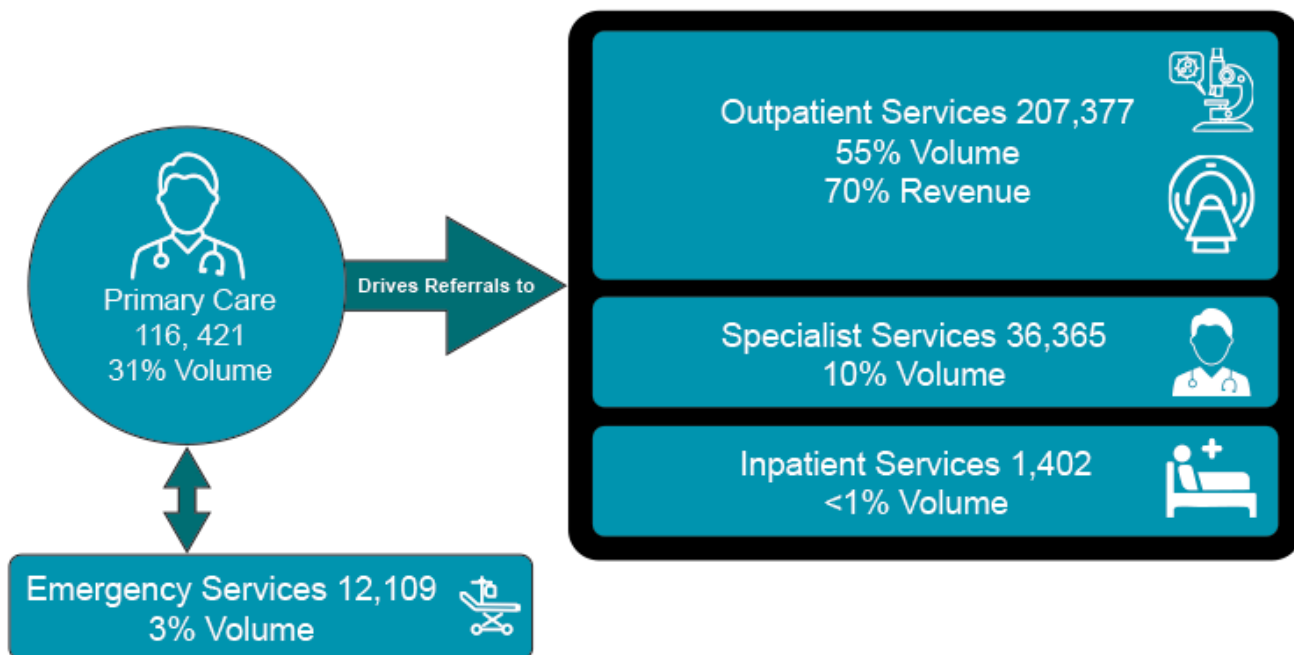 Primary Care
116, 421
31% Volume
Drives Referrals to
Outpatient Services 207,377
55% Volume
70% Revenue
Specialist Services 36,365
10% Volume
Inpatient Services 1,402
<1% Volume
Emergency Services 12,109
3% Volume